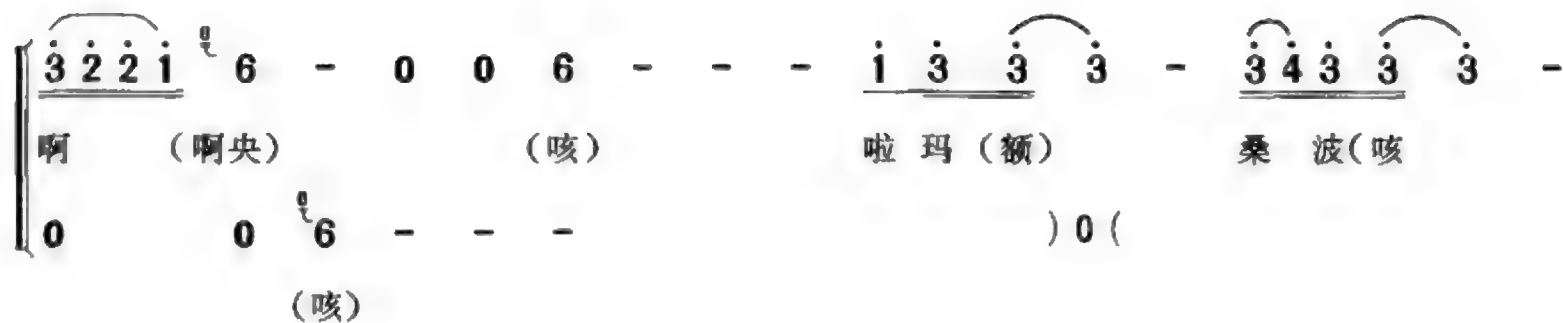 3̇ 2̇ 2̇ 1̇ 6 - 0 0 6 - - - 1̇ 3̇ 3̇ 3̇ - 3̇ 4̇ 3̇ 3̇ 3̇ -
啊 （啊央） （咳） 啦 玛（额） 桑 波（咳
0 0 6 - - - ) 0 (
（咳）